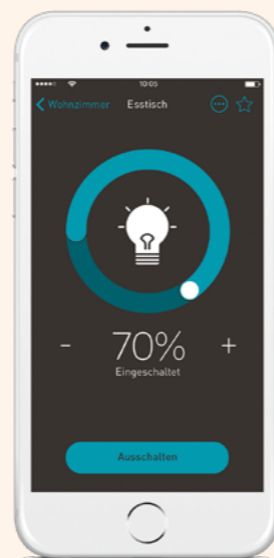 10:05
Wohnzimmer Esstisch
- 70% +
Eingeschaltet
Ausschalten